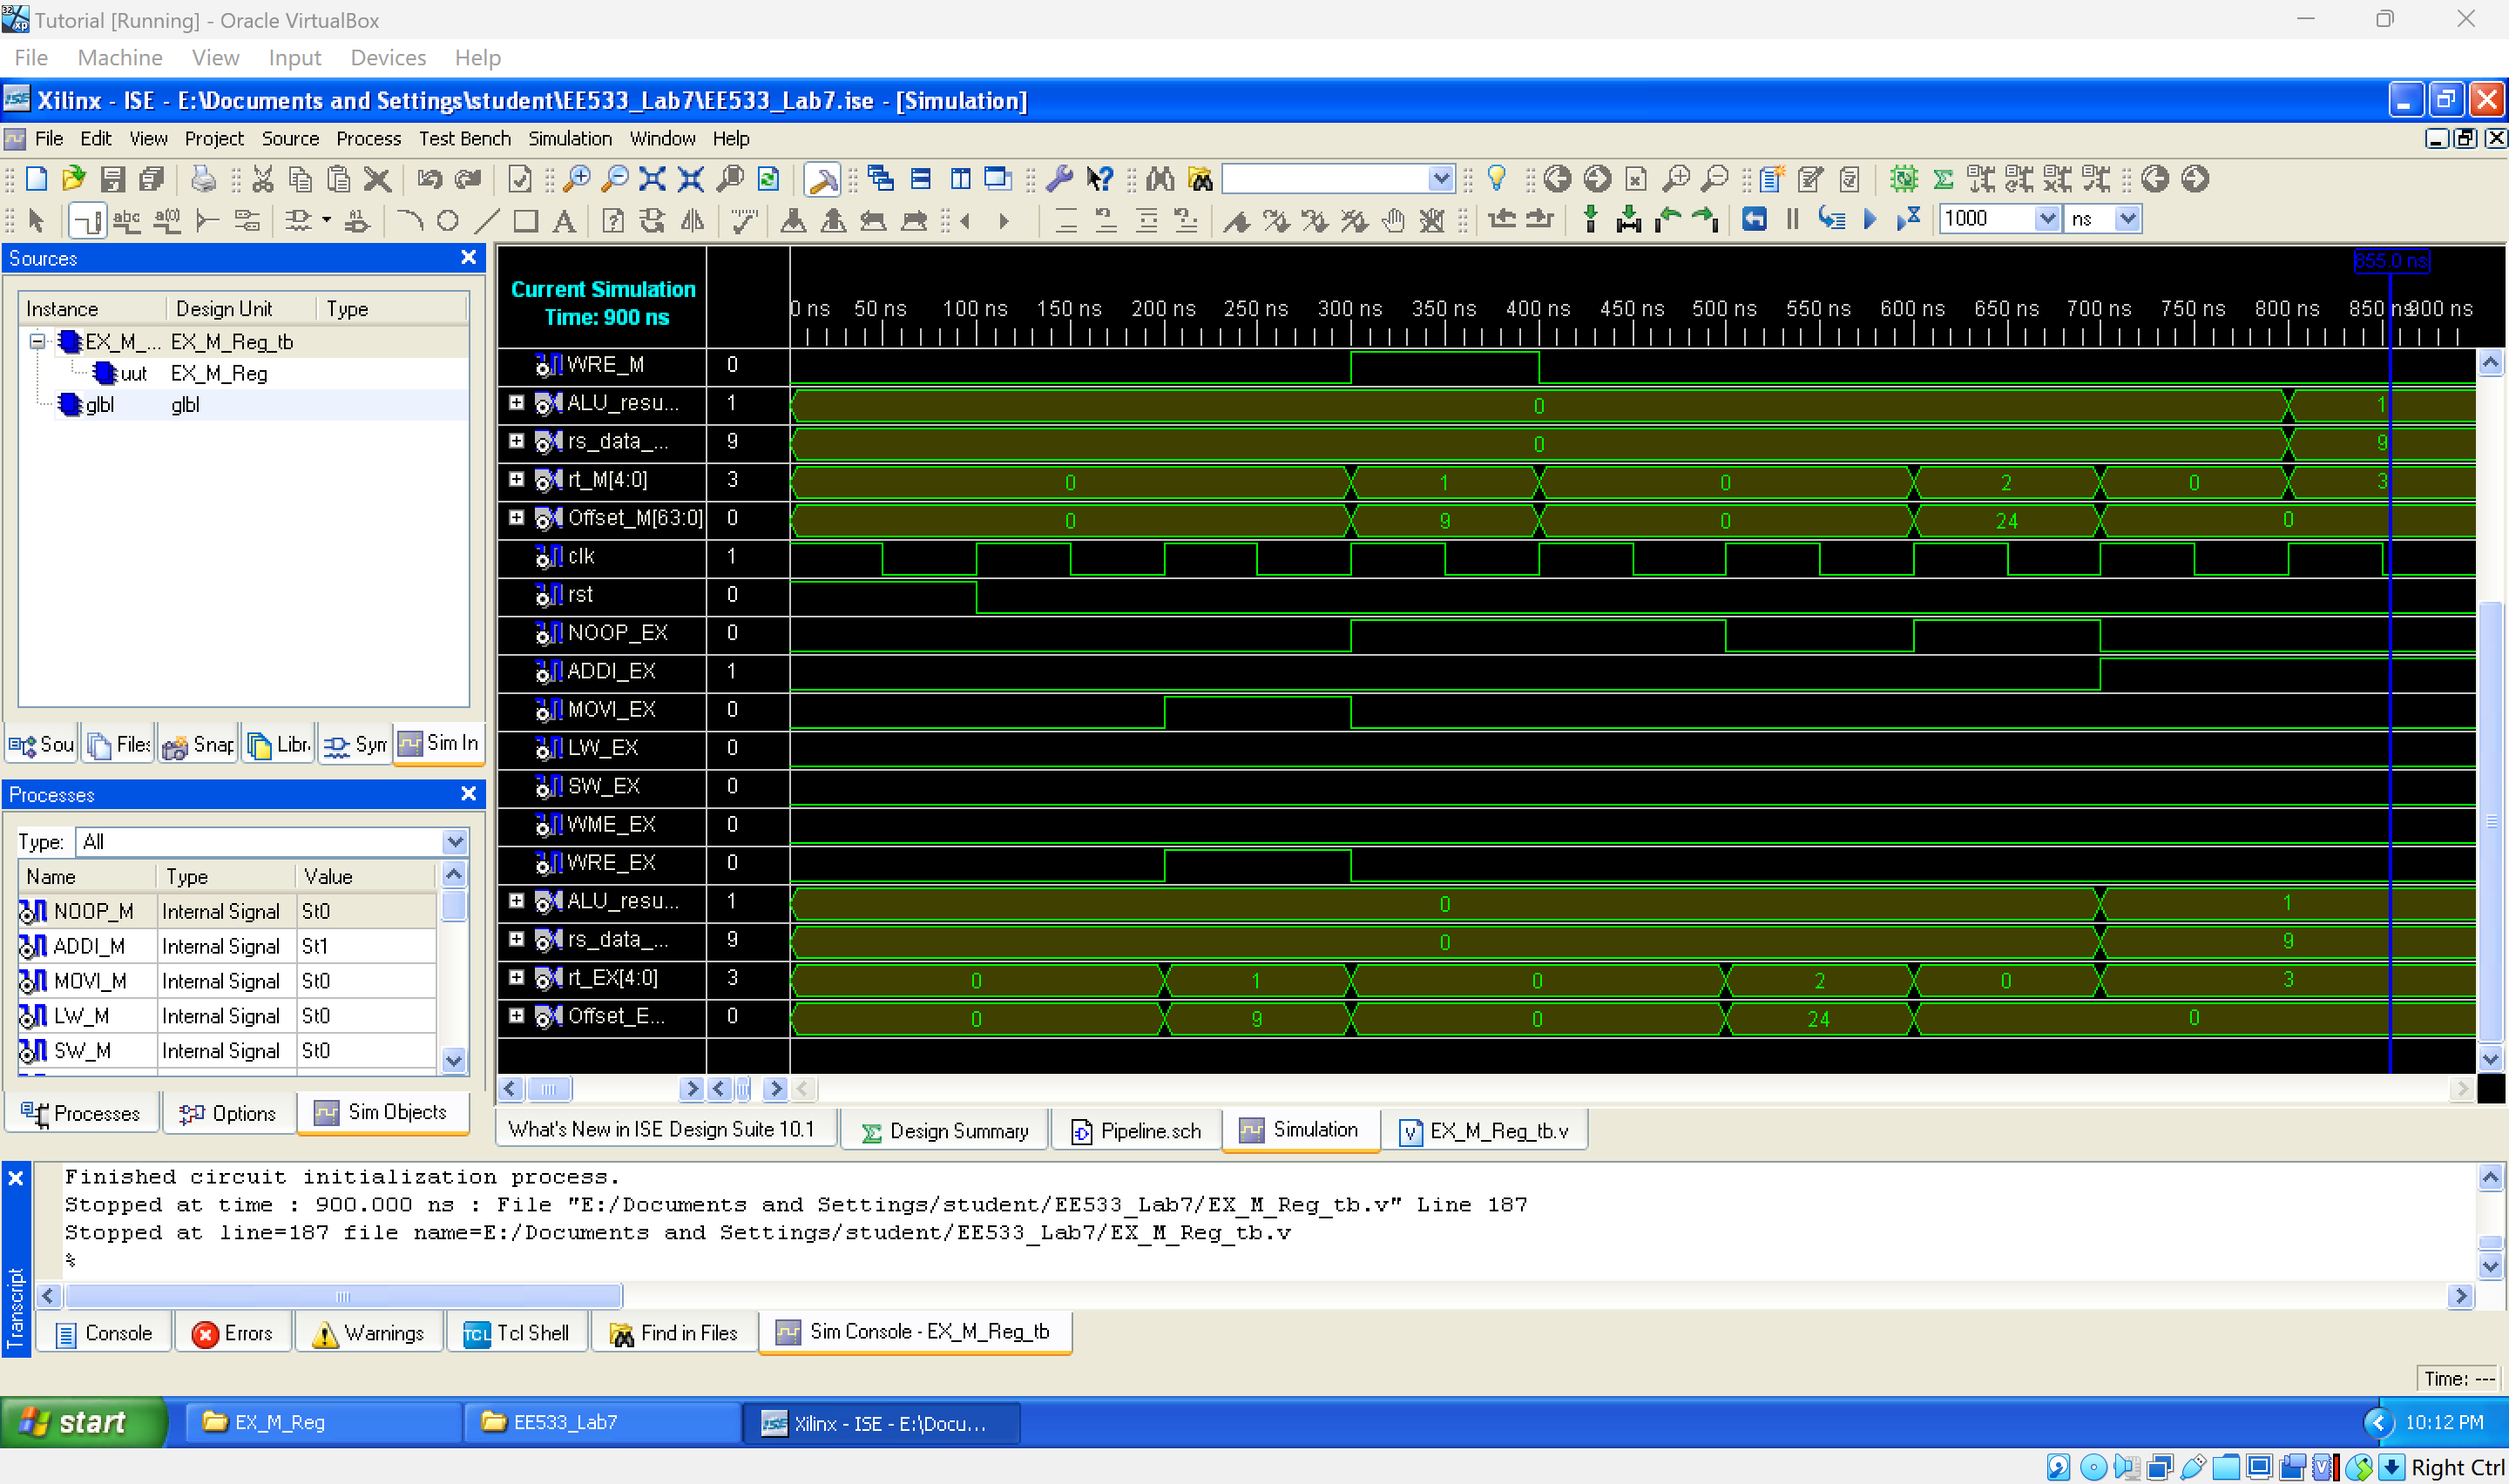 Tutorial [Running] - Oracle VirtualBox
File Machine View Input Devices Help
Xilinx - ISE - E:\Documents and Settings\student\EE533_Lab7\EE533_Lab7.ise - [Simulation]
File Edit View Project Source Process Test Bench Simulation Window Help
1000 ns
Sources
Instance Design Unit Type
EX_M_... EX_M_Reg_tb
uut EX_M_Reg
glbl glbl
Sou Files Snap Libr. Sym Sim In
Processes
Type: All
Name Type Value
NOOP_M Internal Signal St0
ADDI_M Internal Signal St1
MOVI_M Internal Signal St0
LW_M Internal Signal St0
SW_M Internal Signal St0
Processes Options Sim Objects
855.0 ns
Current Simulation
Time: 900 ns
0 ns 50 ns 100 ns 150 ns 200 ns 250 ns 300 ns 350 ns 400 ns 450 ns 500 ns 550 ns 600 ns 650 ns 700 ns 750 ns 800 ns 850 ns 900 ns
WRE_M 0
ALU_resu... 1 0 1
rs_data_... 9 0 9
rt_M[4:0] 3 0 1 0 2 0 3
Offset_M[63:0] 0 0 9 0 24 0
clk 1
rst 0
NOOP_EX 0
ADDI_EX 1
MOVI_EX 0
LW_EX 0
SW_EX 0
WME_EX 0
WRE_EX 0
ALU_resu... 1 0 1
rs_data_... 9 0 9
rt_EX[4:0] 3 0 1 0 2 0 3
Offset_E... 0 0 9 0 24 0
What's New in ISE Design Suite 10.1 Design Summary Pipeline.sch Simulation EX_M_Reg_tb.v
Finished circuit initialization process.
Stopped at time : 900.000 ns : File "E:/Documents and Settings/student/EE533_Lab7/EX_M_Reg_tb.v" Line 187
Stopped at line=187 file name=E:/Documents and Settings/student/EE533_Lab7/EX_M_Reg_tb.v
%
Transcript
Console Errors Warnings Tcl Shell Find in Files Sim Console - EX_M_Reg_tb
Time: ---
start EX_M_Reg EE533_Lab7 Xilinx - ISE - E:\Docu... 10:12 PM
Right Ctrl